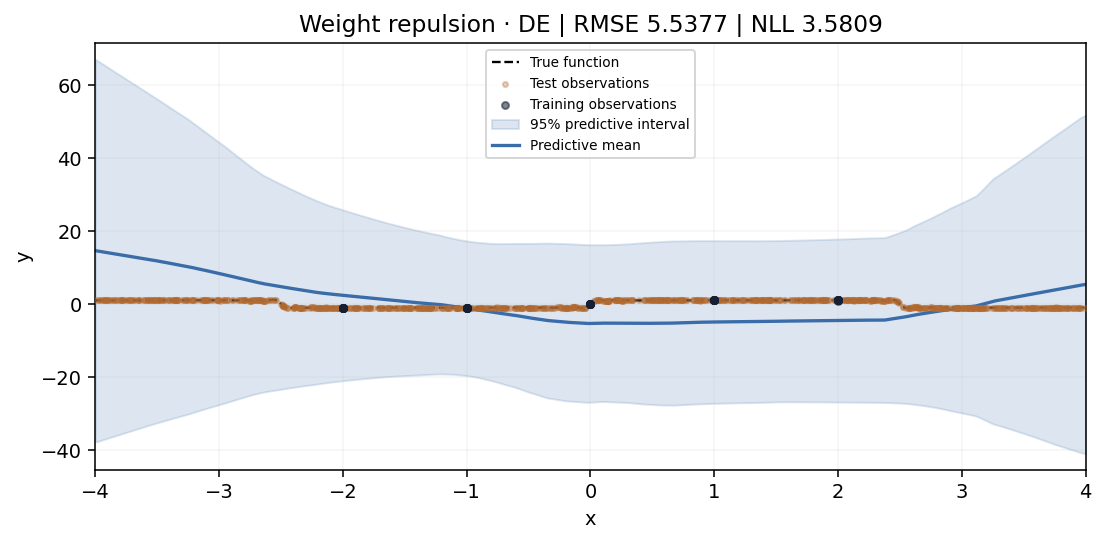 Weight repulsion · DE | RMSE 5.5377 | NLL 3.5809
True function
Test observations
Training observations
95% predictive interval
Predictive mean
y
60
40
20
0
−20
−40
−4
−3
−2
−1
0
1
2
3
4
x